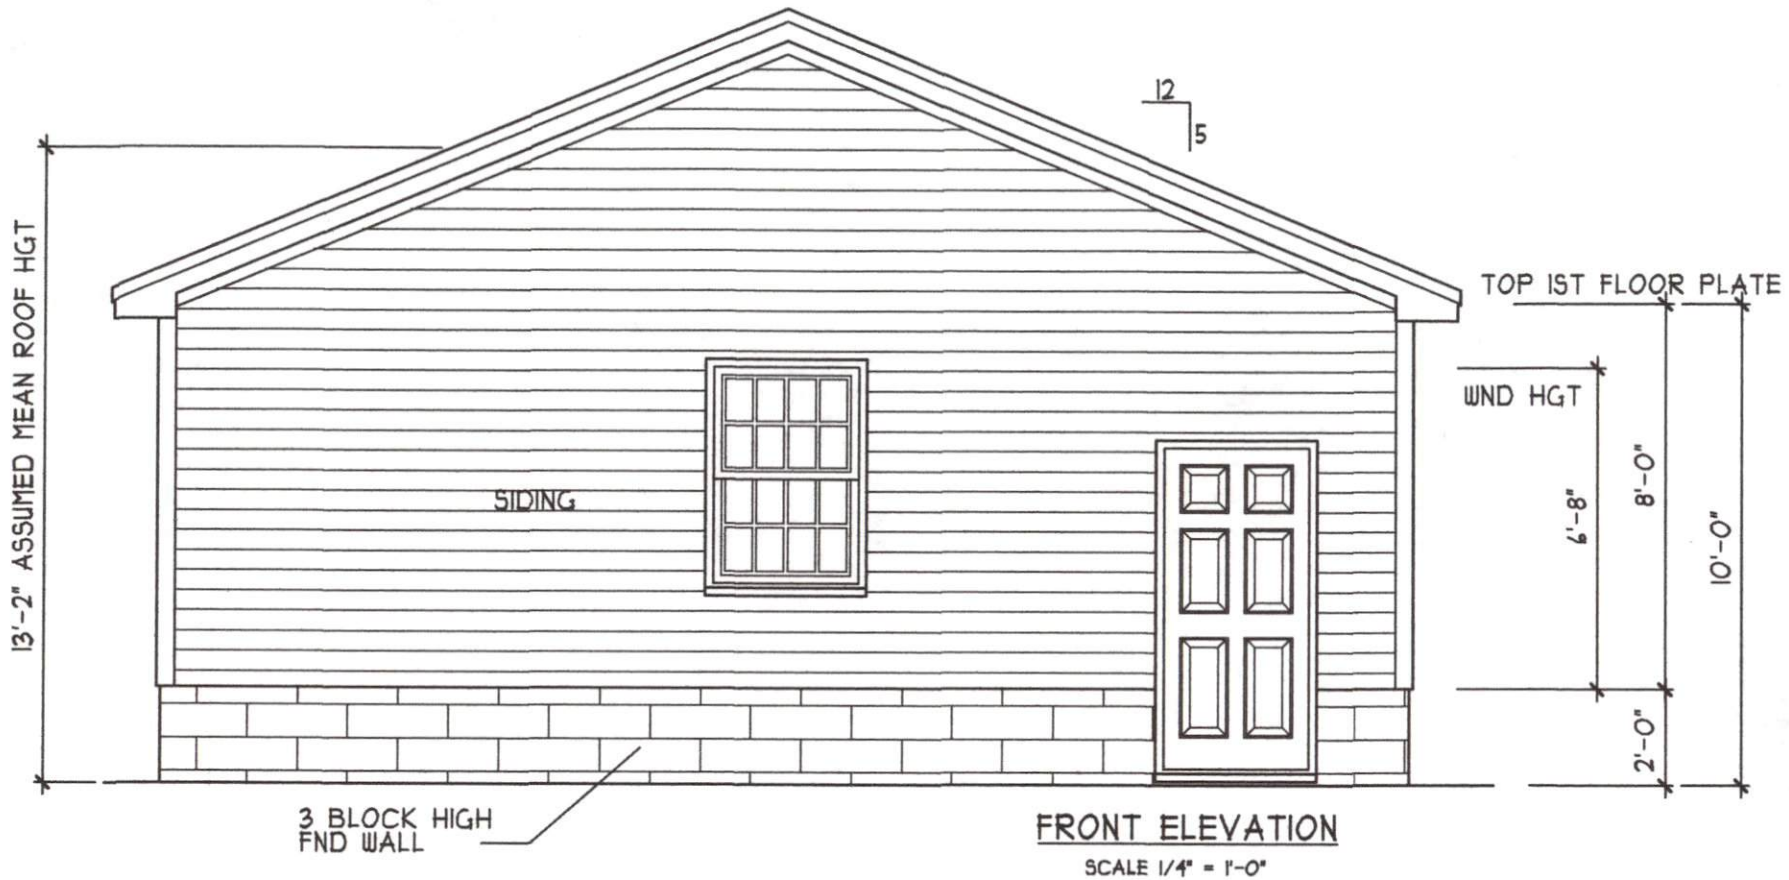 12
5
13'-2" ASSUMED MEAN ROOF HGT
TOP 1ST FLOOR PLATE
WND HGT
SIDING
6'-8"
8'-0"
10'-0"
2'-0"
3 BLOCK HIGH
FND WALL
FRONT ELEVATION
SCALE 1/4" = 1'-0"